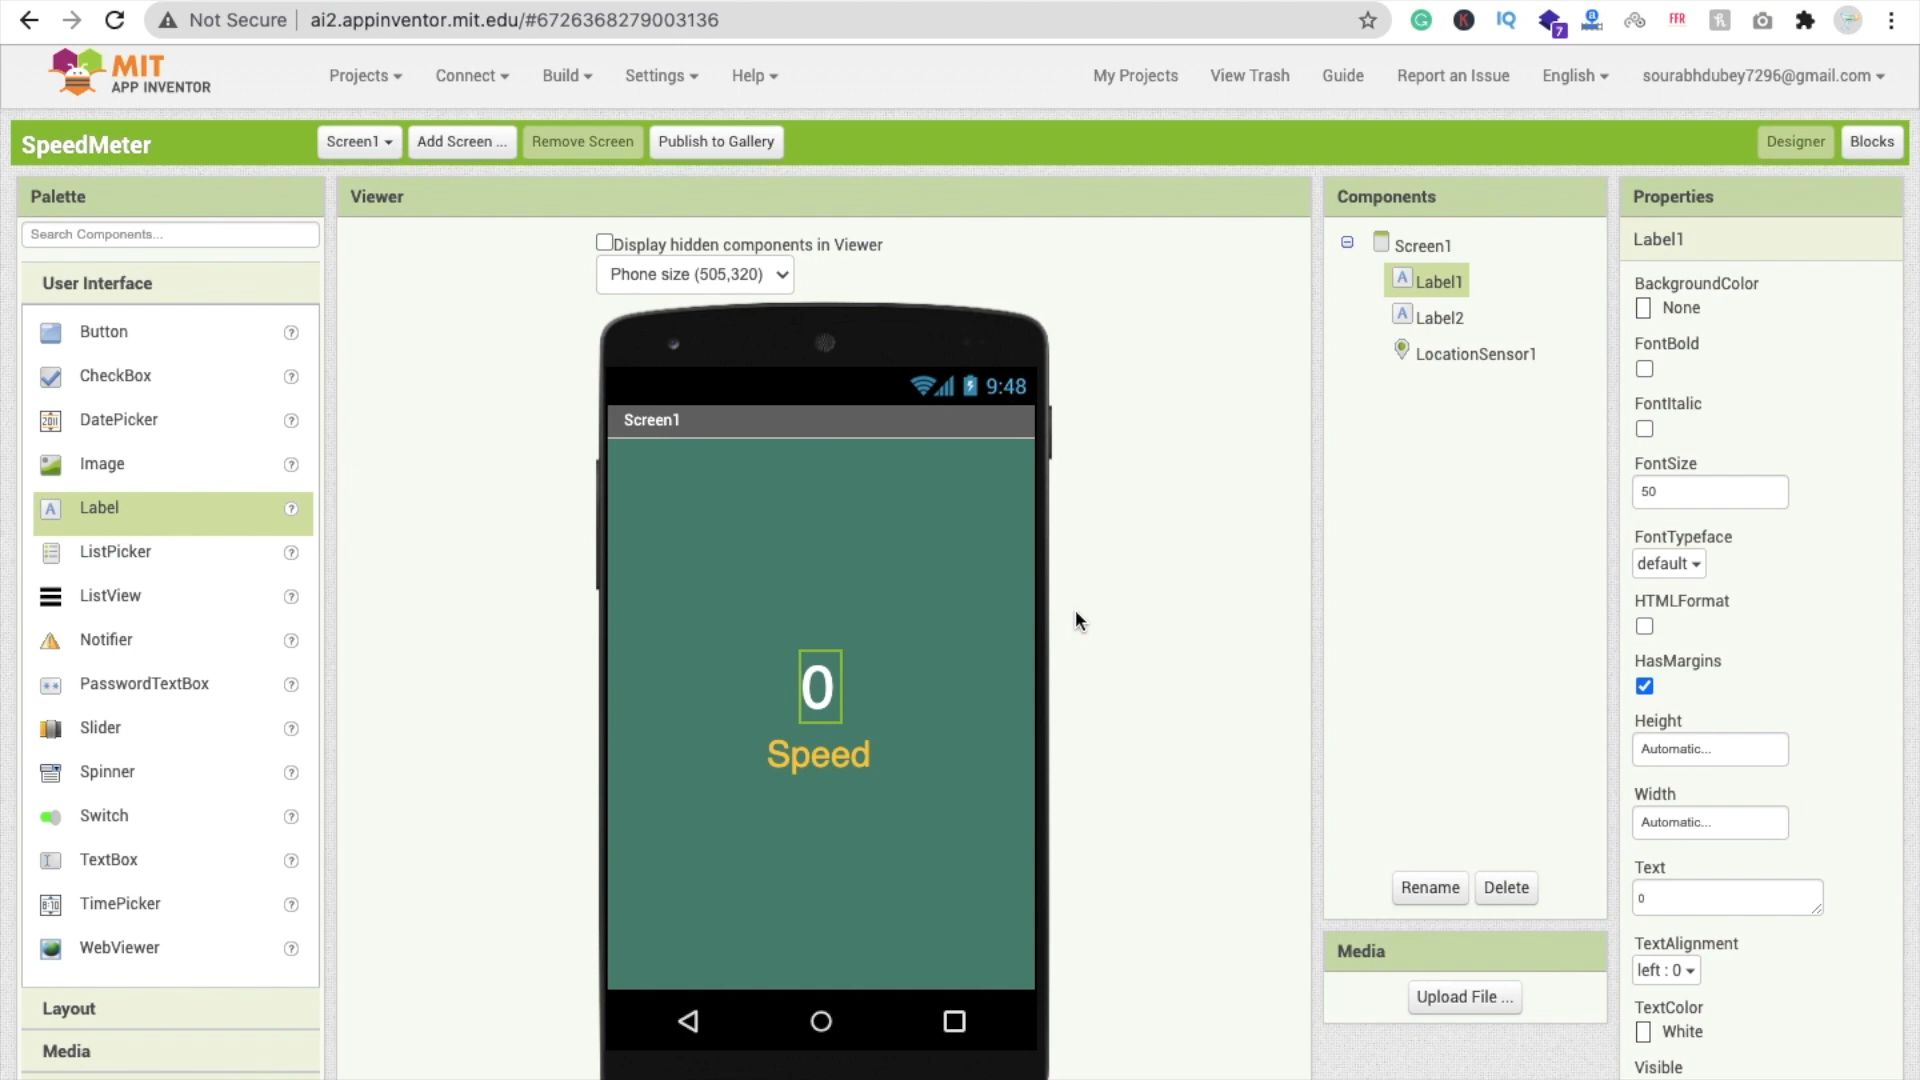 Not Secure | ai2.appinventor.mit.edu/#6726368279003136
IQ
7
a
FFR
MIT
APP INVENTOR
Projects
Connect
Build
Settings
Help
My Projects
View Trash
Guide
Report an Issue
English
sourabhdubey7296@gmail.com
SpeedMeter
Screen1
Add Screen ...
Remove Screen
Publish to Gallery
Designer
Blocks
Palette
Search Components...
User Interface
Button
CheckBox
DatePicker
Image
Label
ListPicker
ListView
Notifier
PasswordTextBox
Slider
Spinner
Switch
TextBox
TimePicker
WebViewer
Layout
Media
Viewer
Display hidden components in Viewer
Phone size (505,320)
9:48
Screen1
0
Speed
Components
Screen1
Label1
Label2
LocationSensor1
Rename
Delete
Media
Upload File ...
Properties
Label1
BackgroundColor
None
FontBold
FontItalic
FontSize
50
FontTypeface
default
HTMLFormat
HasMargins
Height
Automatic...
Width
Automatic...
Text
0
TextAlignment
left : 0
TextColor
White
Visible